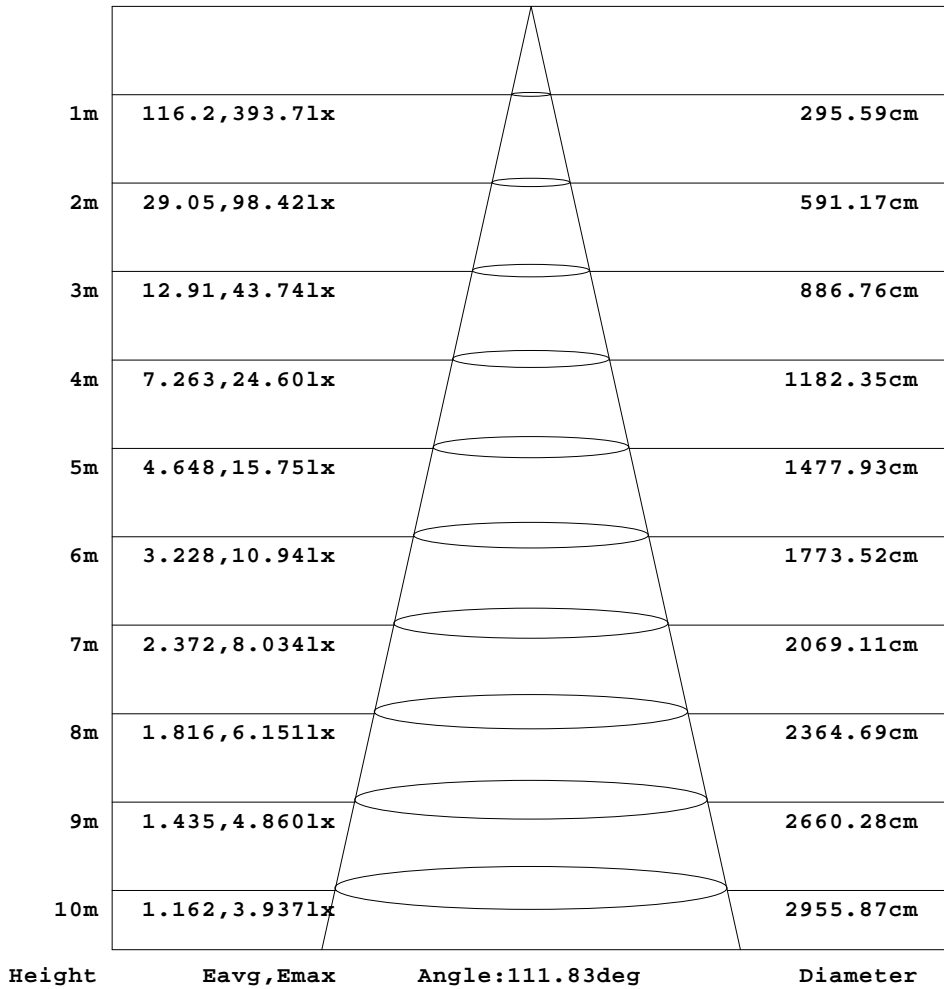 1m 116.2,393.7lx 295.59cm
2m 29.05,98.42lx 591.17cm
3m 12.91,43.74lx 886.76cm
4m 7.263,24.60lx 1182.35cm
5m 4.648,15.75lx 1477.93cm
6m 3.228,10.94lx 1773.52cm
7m 2.372,8.034lx 2069.11cm
8m 1.816,6.151lx 2364.69cm
9m 1.435,4.860lx 2660.28cm
10m 1.162,3.937lx 2955.87cm
Height Eavg,Emax Angle:111.83deg Diameter